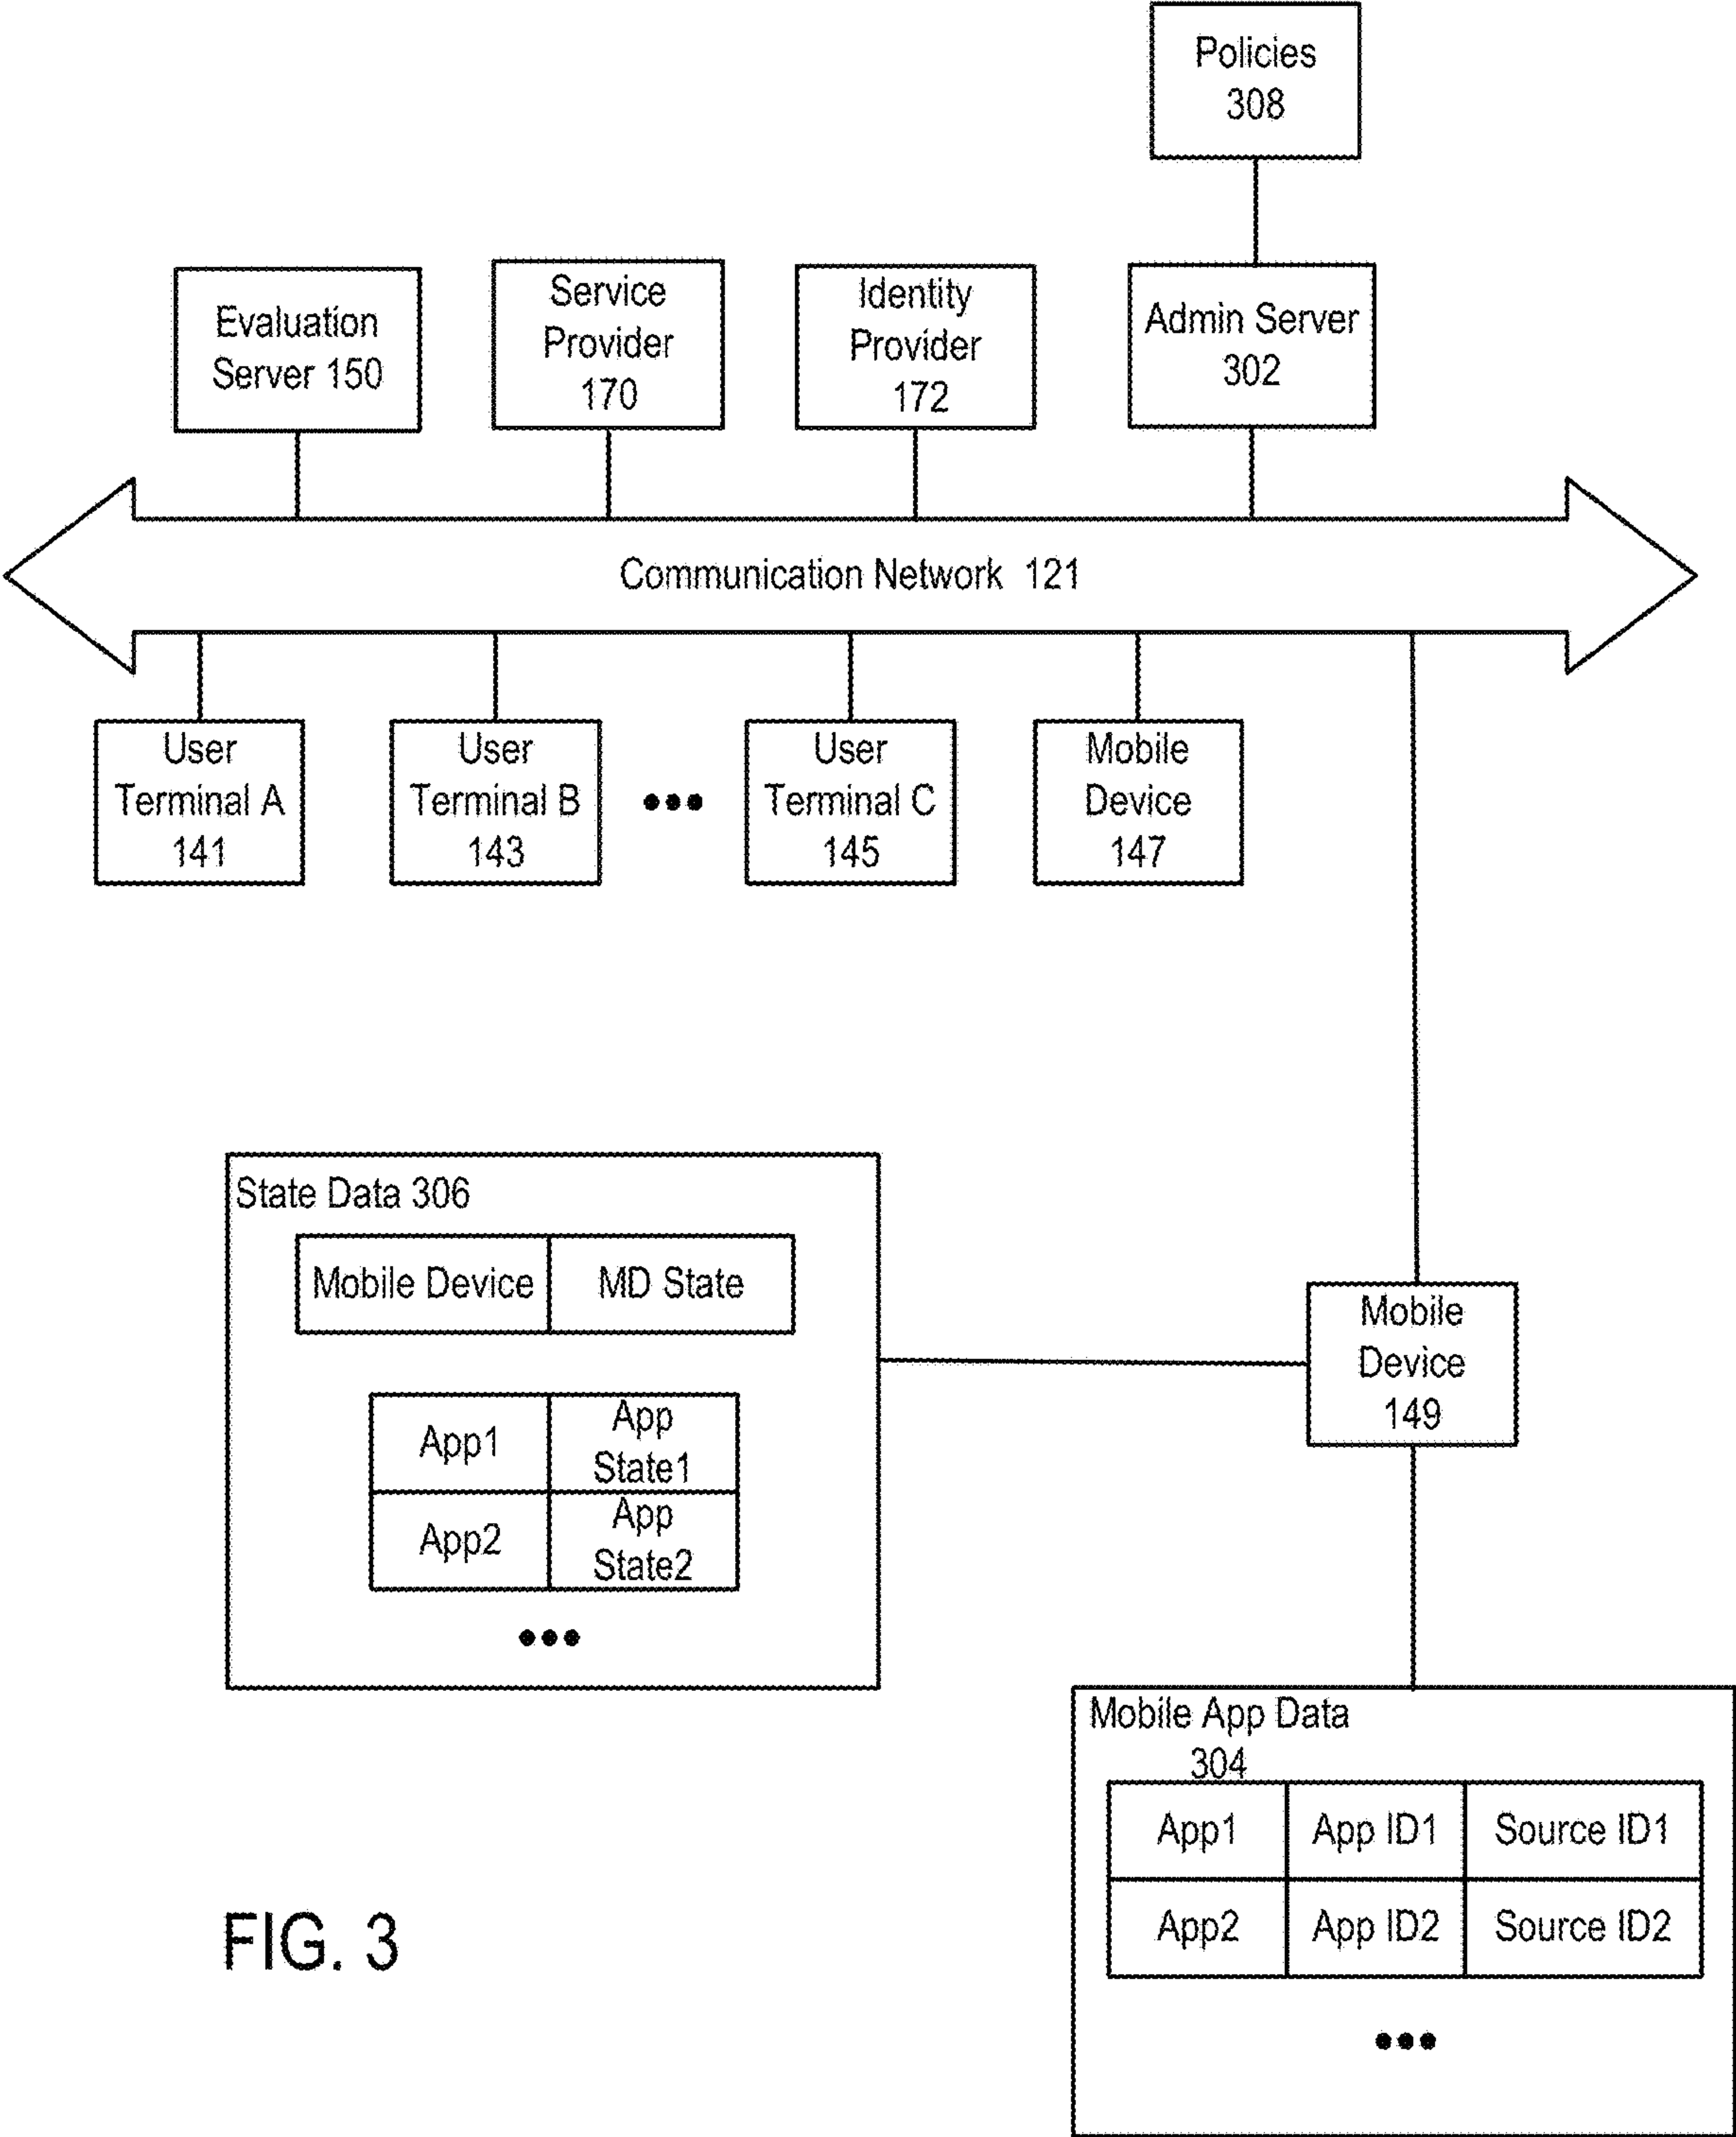 Policies
308
Evaluation
Server 150
Service
Provider
170
Identity
Provider
172
Admin Server
302
Communication Network 121
User
Terminal A
141
User
Terminal B
143
•••
User
Terminal C
145
Mobile
Device
147
State Data 306
Mobile Device
MD State
App1
App
State1
App2
App
State2
•••
Mobile
Device
149
Mobile App Data
304
App1
App ID1
Source ID1
App2
App ID2
Source ID2
•••
FIG. 3